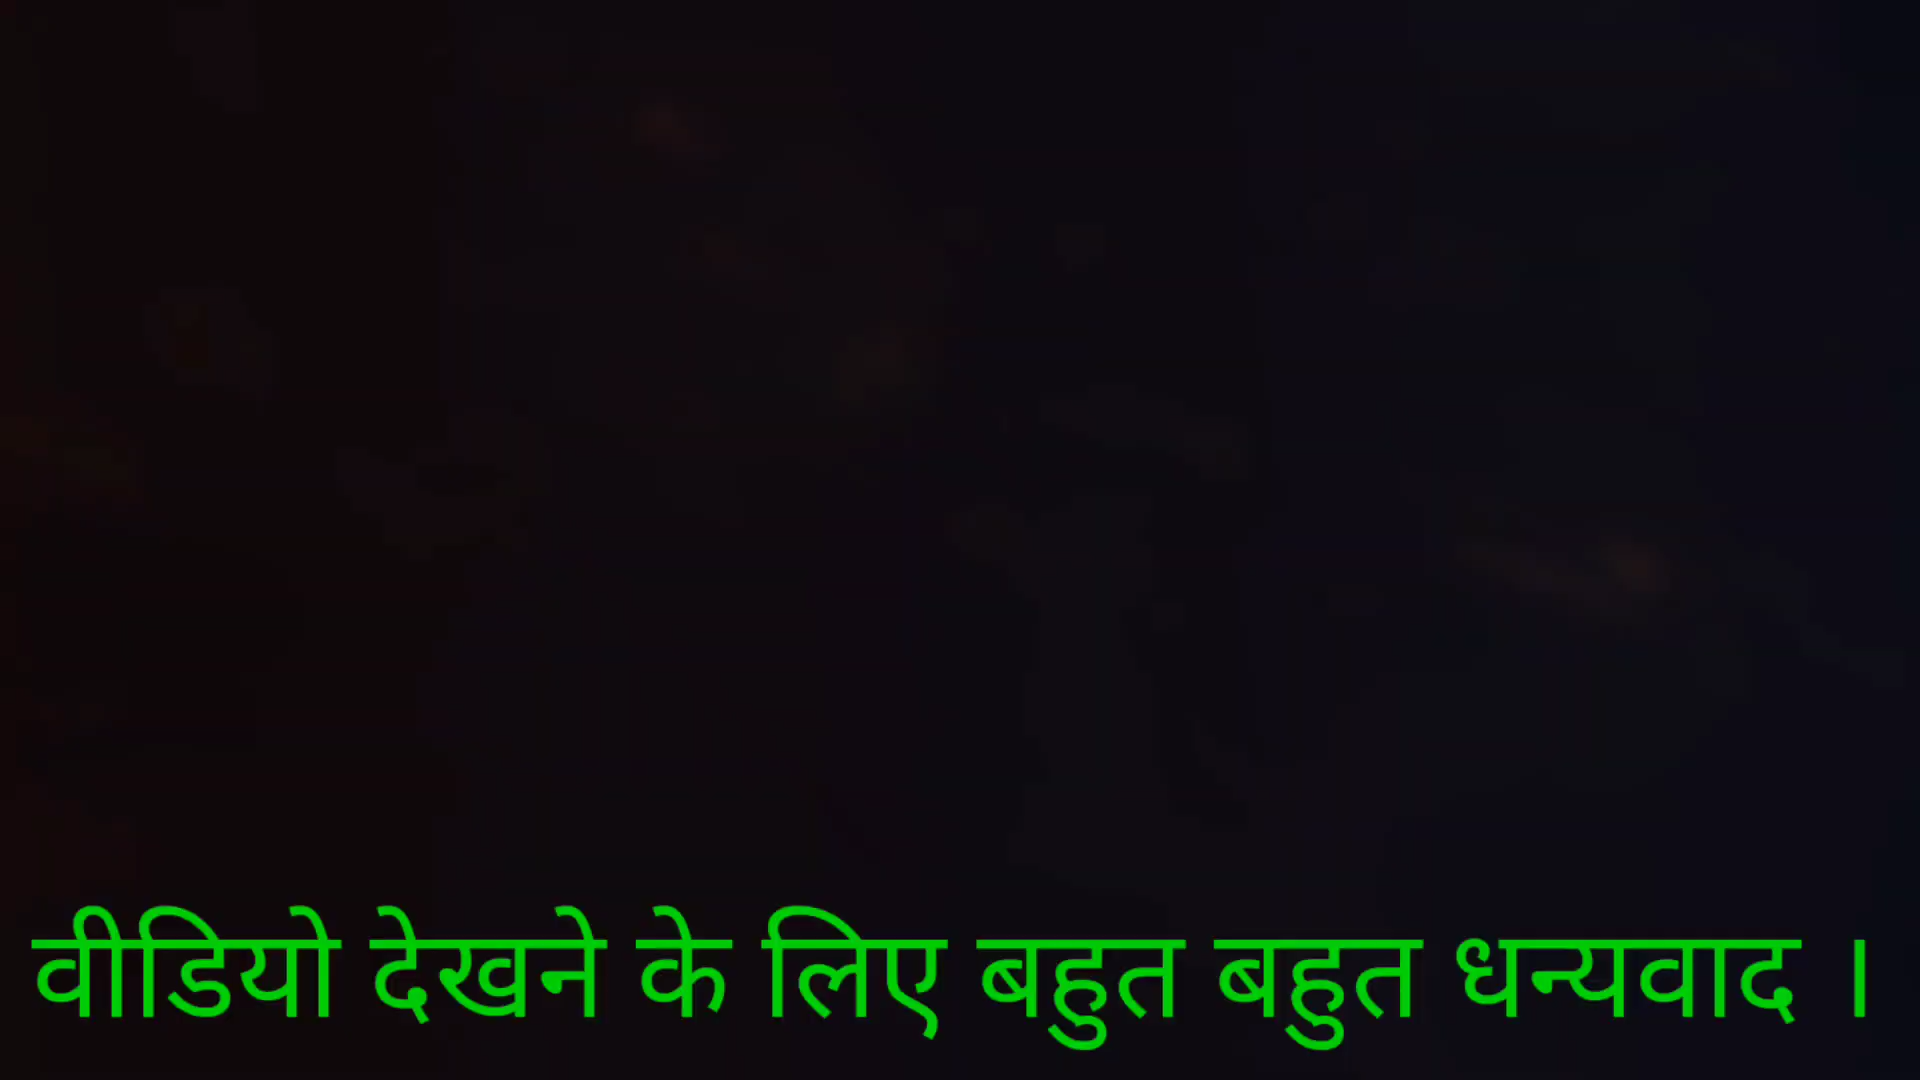 वीडियो देखने के लिए बहुत बहुत धन्यवाद ।